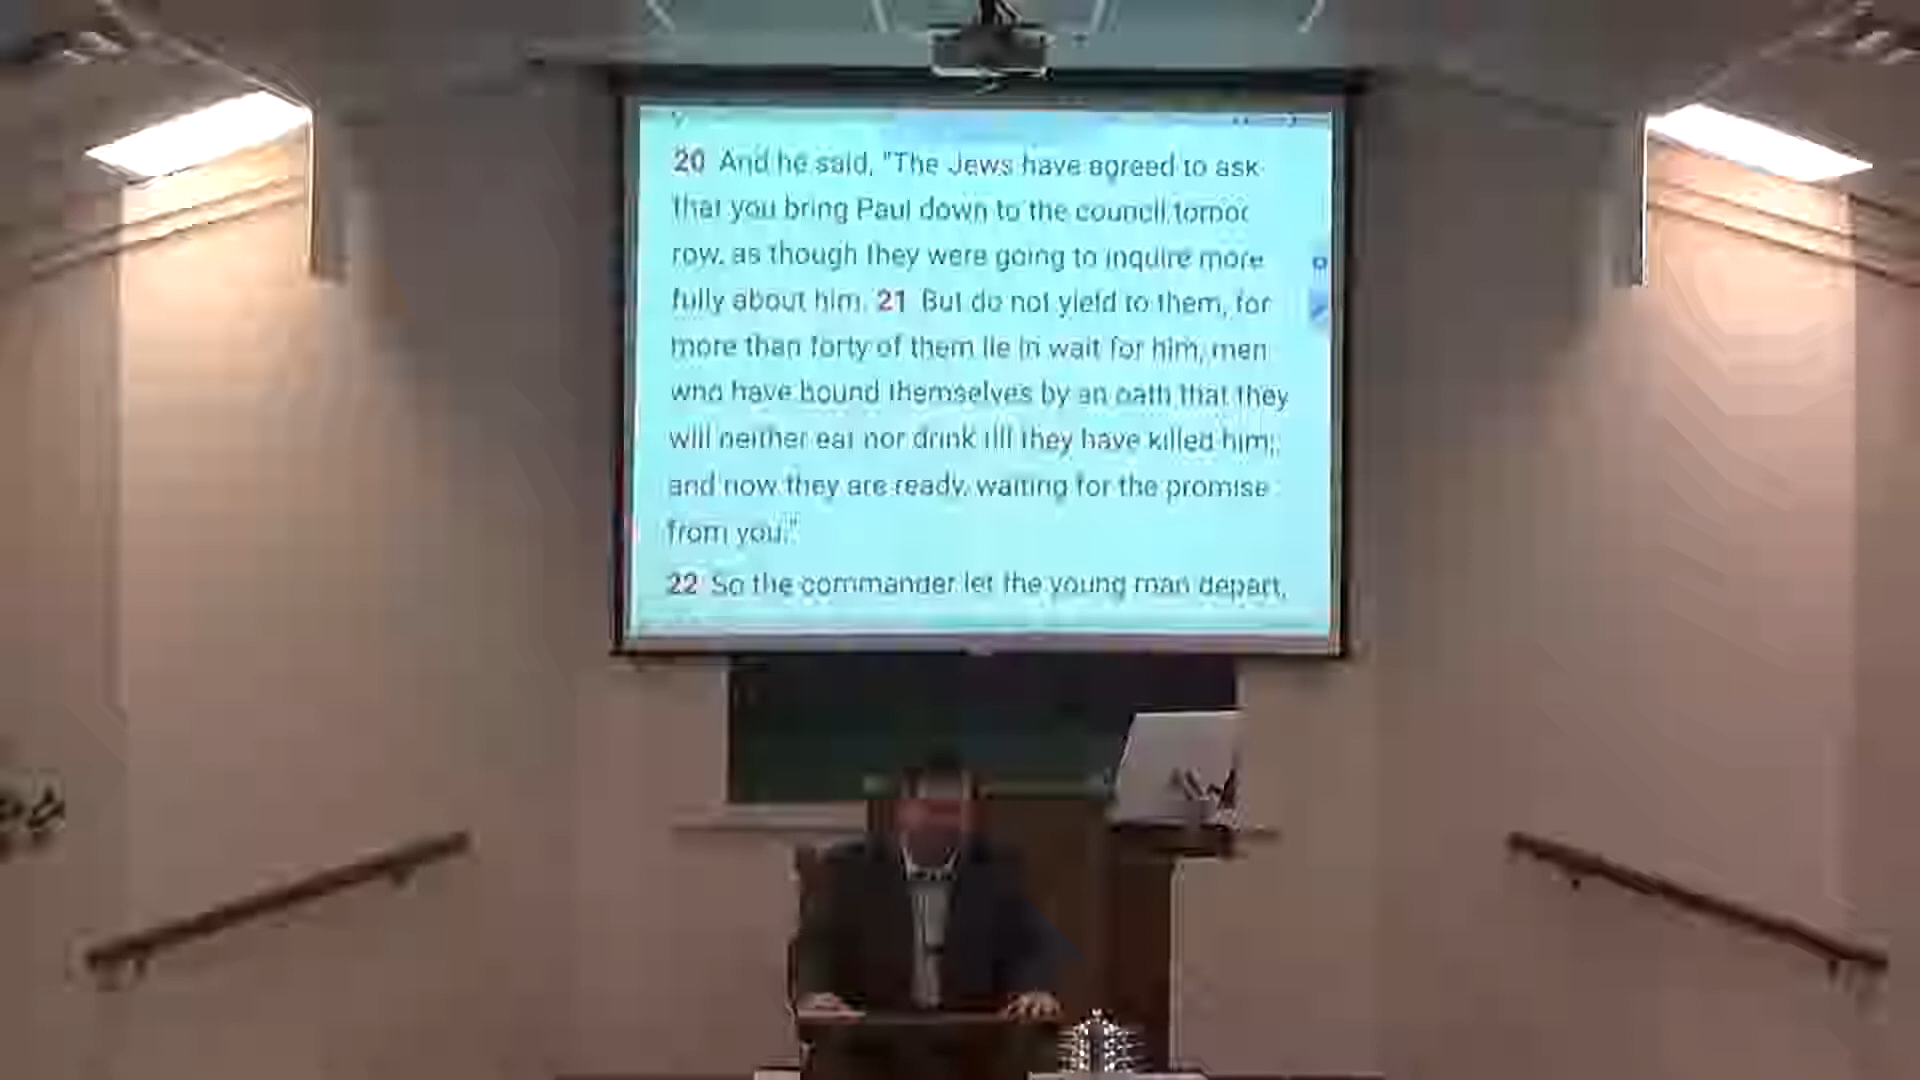 20 And he said, "The Jews have agreed to ask
that you bring Paul down to the council tomor
row, as though they were going to inquire more
fully about him. 21 But do not yield to them, for
more than forty of them lie in wait for him, men
who have bound themselves by an oath that they
will neither eat nor drink till they have killed him;
and now they are ready, waiting for the promise
from you."
22 So the commander let the young man depart,